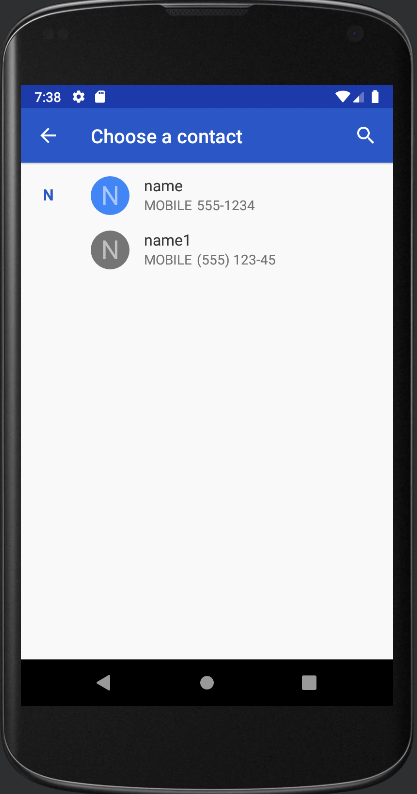 7:38
Choose a contact
N
N
name
MOBILE 555-1234
N
name1
MOBILE (555) 123-45